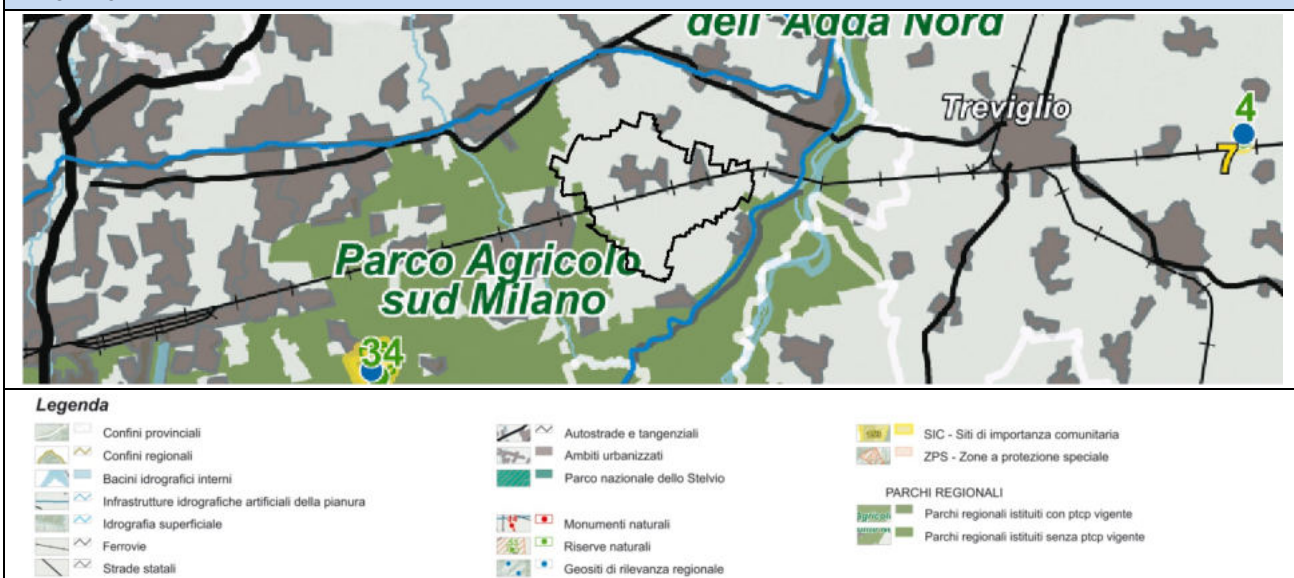 dell' Adda Nord
Treviglio
4
7
Parco Agricolo
sud Milano
34
Legenda
Confini provinciali
Confini regionali
Bacini idrografici interni
Infrastrutture idrografiche artificiali della pianura
Idrografia superficiale
Ferrovie
Strade statali
Autostrade e tangenziali
Ambiti urbanizzati
Parco nazionale dello Stelvio
Monumenti naturali
Riserve naturali
Geositi di rilevanza regionale
SIC - Siti di importanza comunitaria
ZPS - Zone a protezione speciale
PARCHI REGIONALI
Parchi regionali istituiti con ptcp vigente
Parchi regionali istituiti senza ptcp vigente